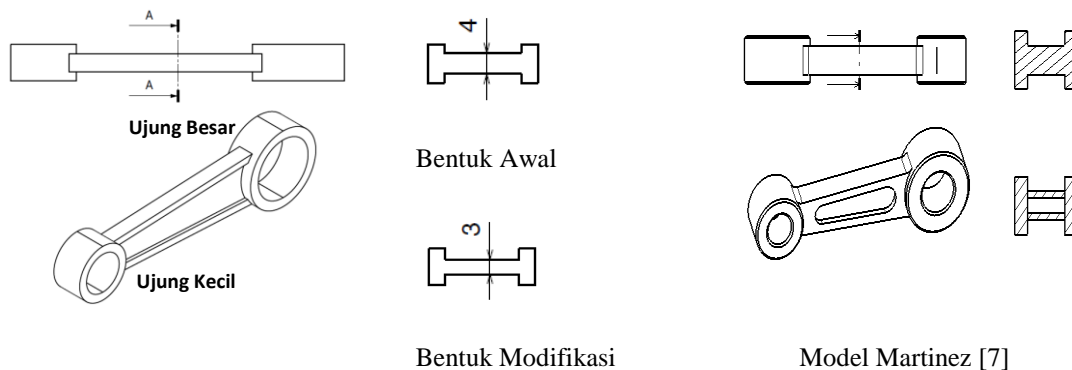 A
A
Ujung Besar
Ujung Kecil
4
Bentuk Awal
3
Bentuk Modifikasi
Model Martinez [7]